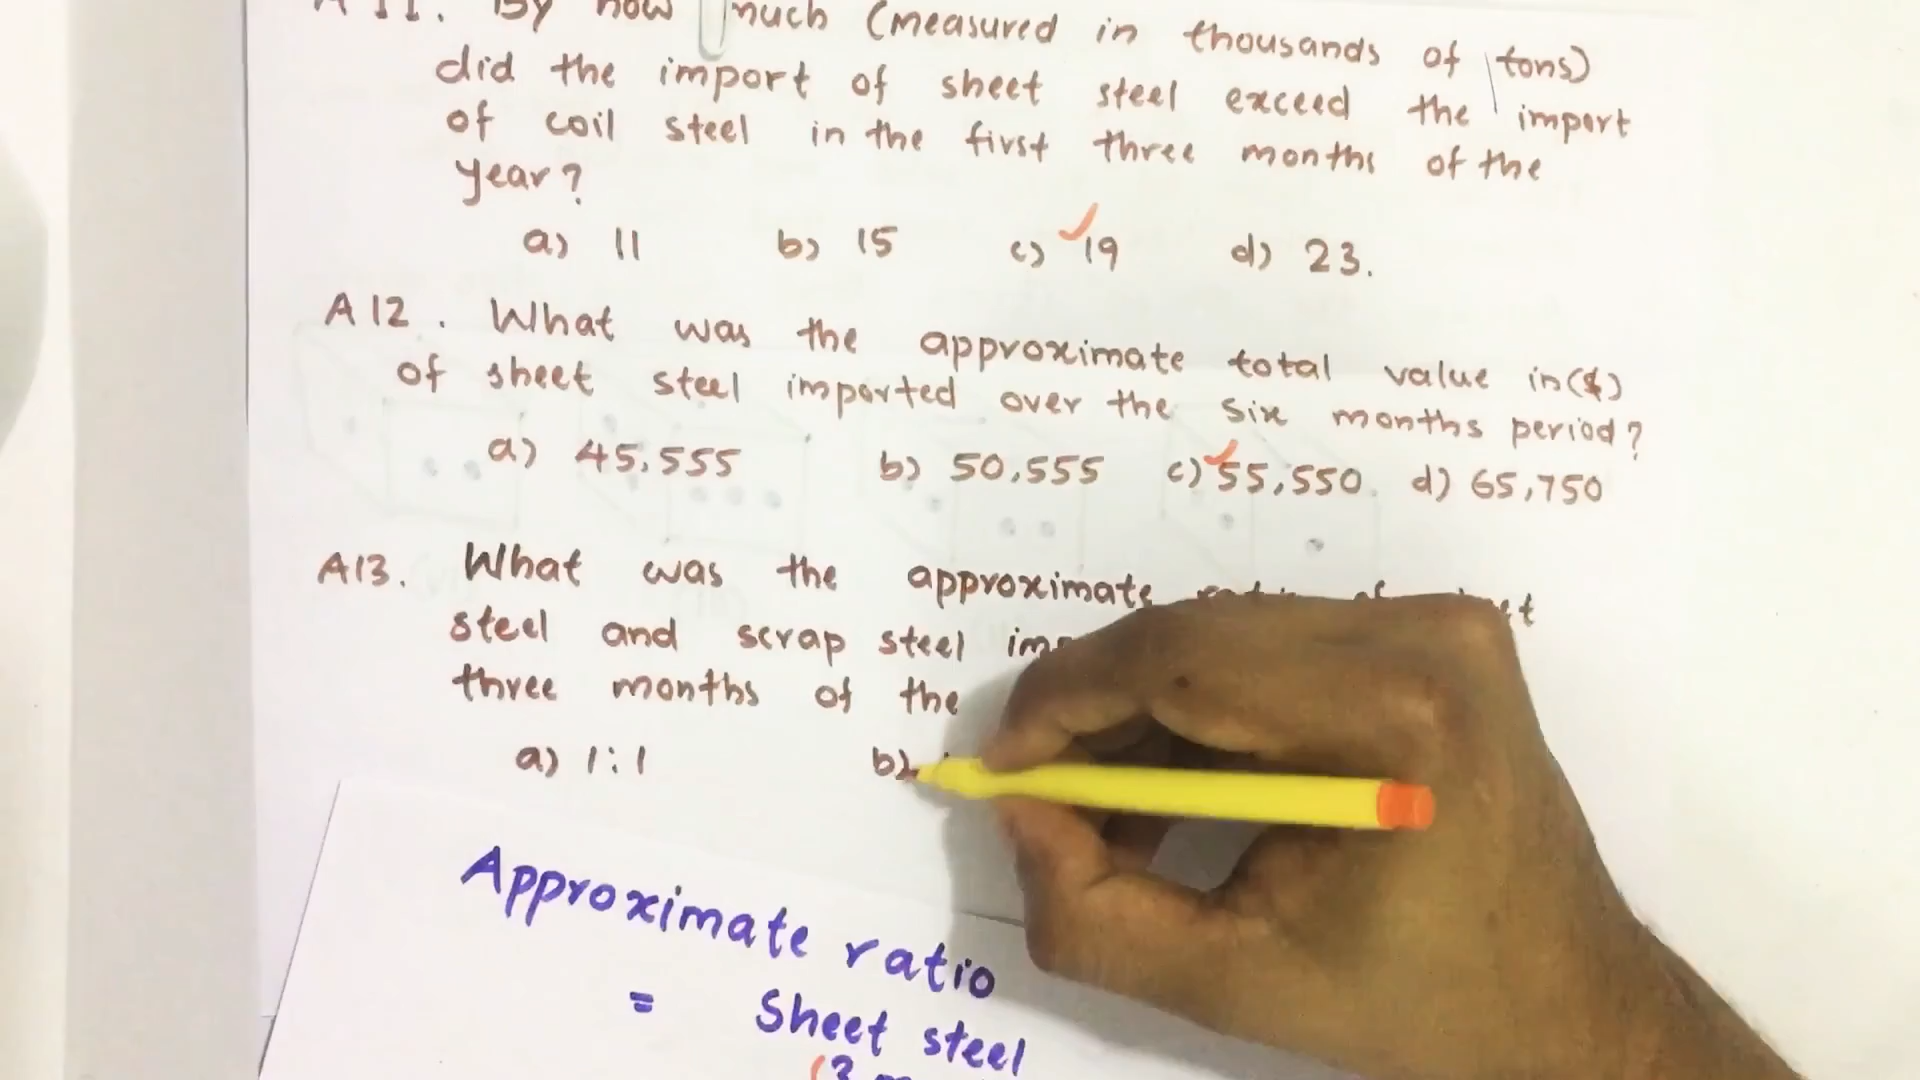 A11. By how much (measured in thousands of tons)
did the import of sheet steel exceed the import
of coil steel in the first three months of the
year?
a) 11 b) 15 c) 19 d) 23.
A12. What was the approximate total value in($)
of sheet steel imported over the six months period?
a) 45,555 b) 50,555 c) 55,550 d) 65,750
A13. What was the approximate
steel and scrap steel
three months of the
a) 1:1 b)
Approximate ratio
= Sheet steel